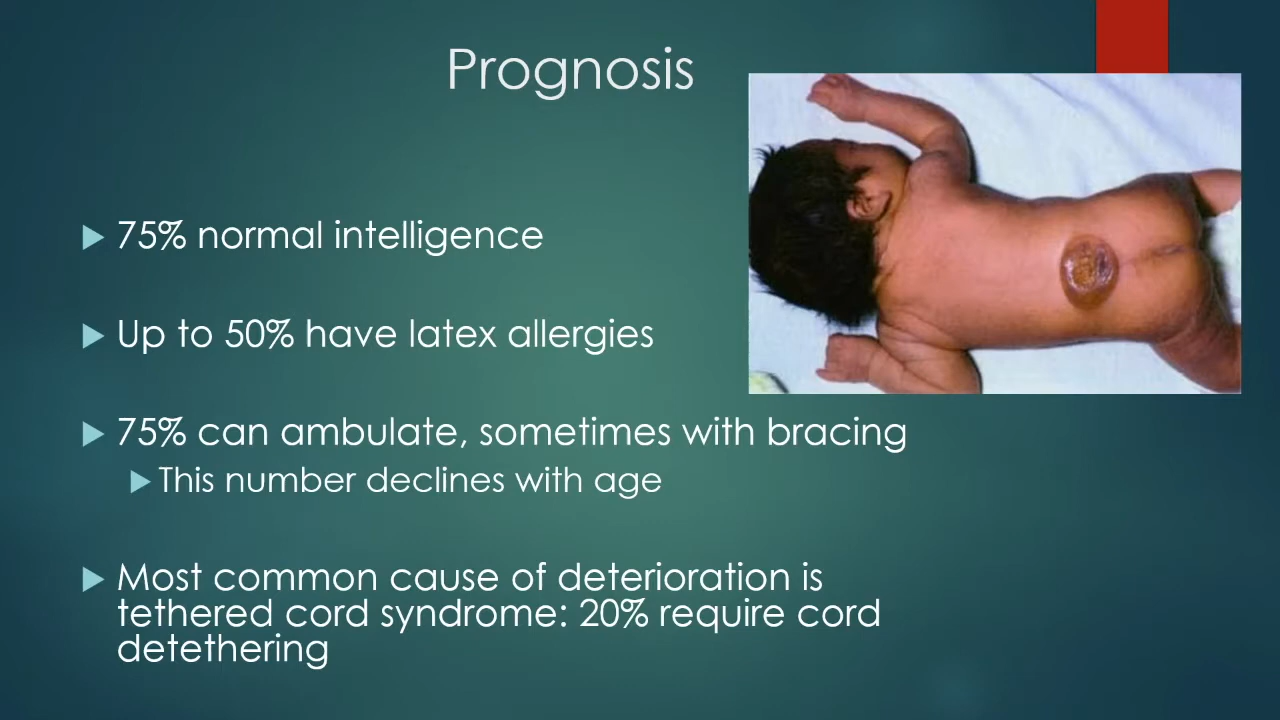 Prognosis
75% normal intelligence
Up to 50% have latex allergies
75% can ambulate, sometimes with bracing
This number declines with age
Most common cause of deterioration is
tethered cord syndrome: 20% require cord
detethering